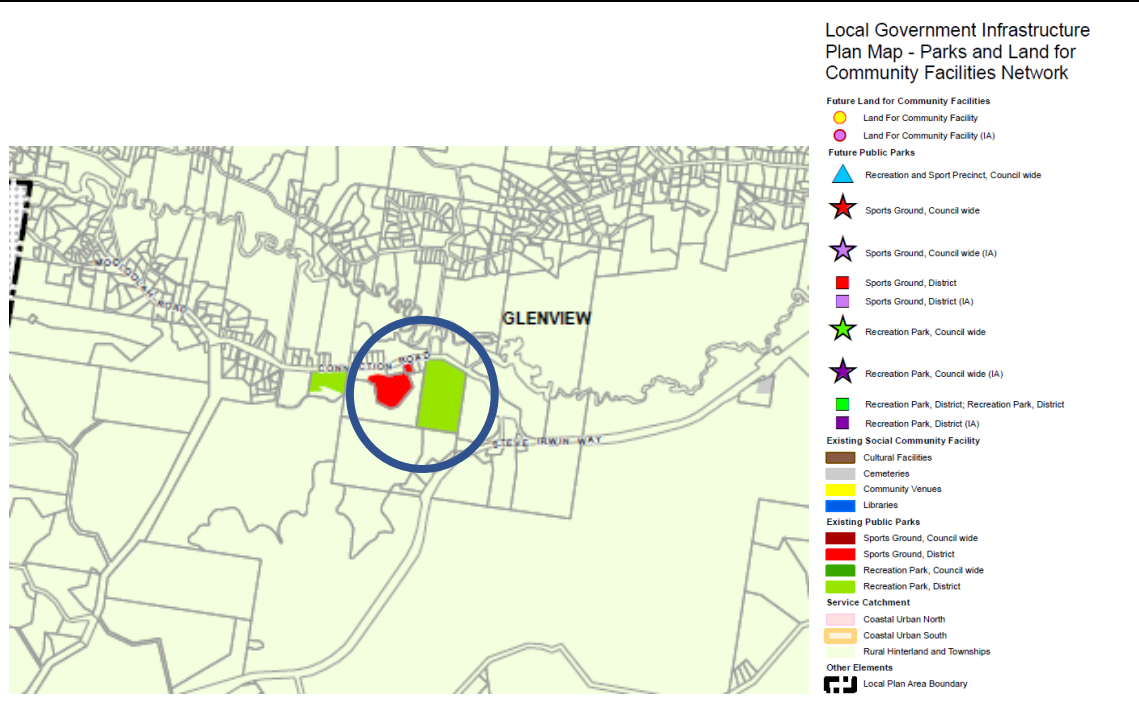 Local Government Infrastructure
Plan Map - Parks and Land for
Community Facilities Network
Future Land for Community Facilities
Land For Community Facility
Land For Community Facility (IA)
Future Public Parks
Recreation and Sport Precinct, Council wide
Sports Ground, Council wide
Sports Ground, Council wide (IA)
Sports Ground, District
Sports Ground, District (IA)
Recreation Park, Council wide
Recreation Park, Council wide (IA)
Recreation Park, District; Recreation Park, District
Recreation Park, District (IA)
Existing Social Community Facility
Cultural Facilities
Cemeteries
Community Venues
Libraries
Existing Public Parks
Sports Ground, Council wide
Sports Ground, District
Recreation Park, Council wide
Recreation Park, District
Service Catchment
Coastal Urban North
Coastal Urban South
Rural Hinterland and Townships
Other Elements
Local Plan Area Boundary
MOOLOOLAH ROAD
GLENVIEW
CONNECTION ROAD
STEVE IRWIN WAY